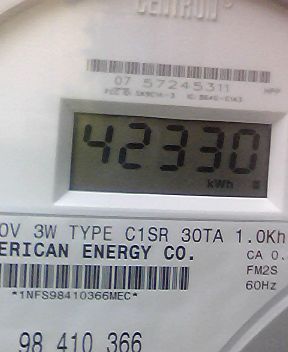 CENTRON®
07 57245311
42330
kWh
0V 3W TYPE C1SR 30TA 1.0Kh
ERICAN ENERGY CO.
CA 0.
FM2S
60Hz
*1NFS98410366MEC*
98 410 366